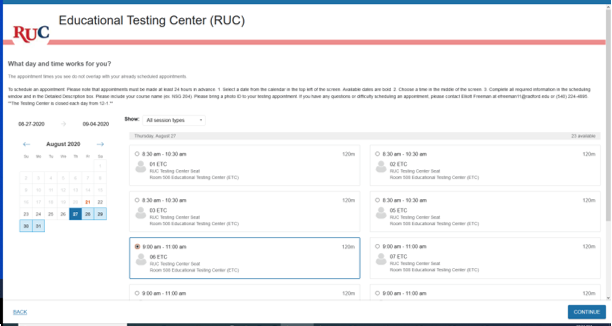 RUC
Educational Testing Center (RUC)
What day and time works for you?
The appointment times you see do not overlap with your already scheduled appointments.
To schedule an appointment: Please note that appointments must be made at least 24 hours in advance. 1. Select a date from the calendar in the top left of the screen. Available dates are bold. 2. Choose a time in the middle of the screen. 3. Complete all required information in the scheduling
window and in the Detailed Description box. Please include your course name (ex. NSG 204). Please bring a photo ID to your testing appointment. If you have any questions or difficulty scheduling an appointment, please contact Elliott Freeman at efreeman11@radford.edu or (540)
**The Testing Center is closed each day from 12-1.**
08-27-2020 → 09-04-2020
Show: All session types
← August 2020 →
Su Mo Tu We Th Fr Sa
1
2 3 4 5 6 7 8
9 10 11 12 13 14 15
16 17 18 19 20 21 22
23 24 25 26 27 28 29
30 31
Thursday, August 27 23 available
8:30 am - 10:30 am 120m
01 ETC
RUC Testing Center Seat
Room 508 Educational Testing Center (ETC)
8:30 am - 10:30 am 120m
02 ETC
RUC Testing Center Seat
Room 508 Educational Testing Center (ETC)
8:30 am - 10:30 am 120m
03 ETC
RUC Testing Center Seat
Room 508 Educational Testing Center (ETC)
8:30 am - 10:30 am 120m
05 ETC
RUC Testing Center Seat
Room 508 Educational Testing Center (ETC)
9:00 am - 11:00 am 120m
06 ETC
RUC Testing Center Seat
Room 508 Educational Testing Center (ETC)
9:00 am - 11:00 am 120m
07 ETC
RUC Testing Center Seat
Room 508 Educational Testing Center (ETC)
9:00 am - 11:00 am 120m
9:00 am - 11:00 am 120m
BACK
CONTINUE